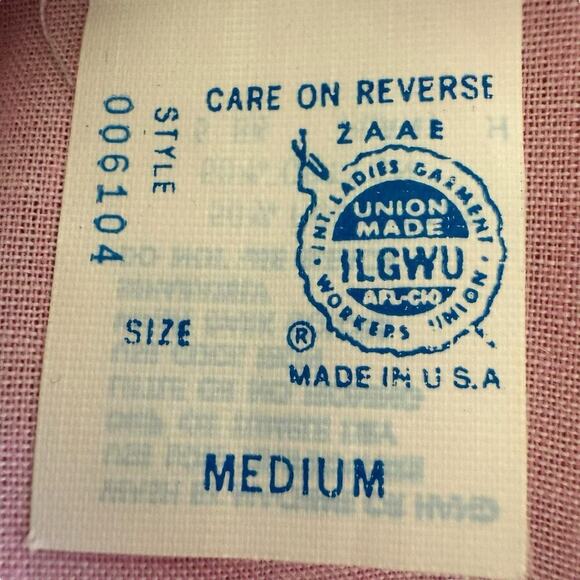 CARE ON REVERSE
ZAAE
STYLE
006104
INT. LADIES GARMENT
UNION
MADE
ILGWU
AFL-CIO
WORKERS UNION
®
MADE IN U S.A
SIZE
MEDIUM